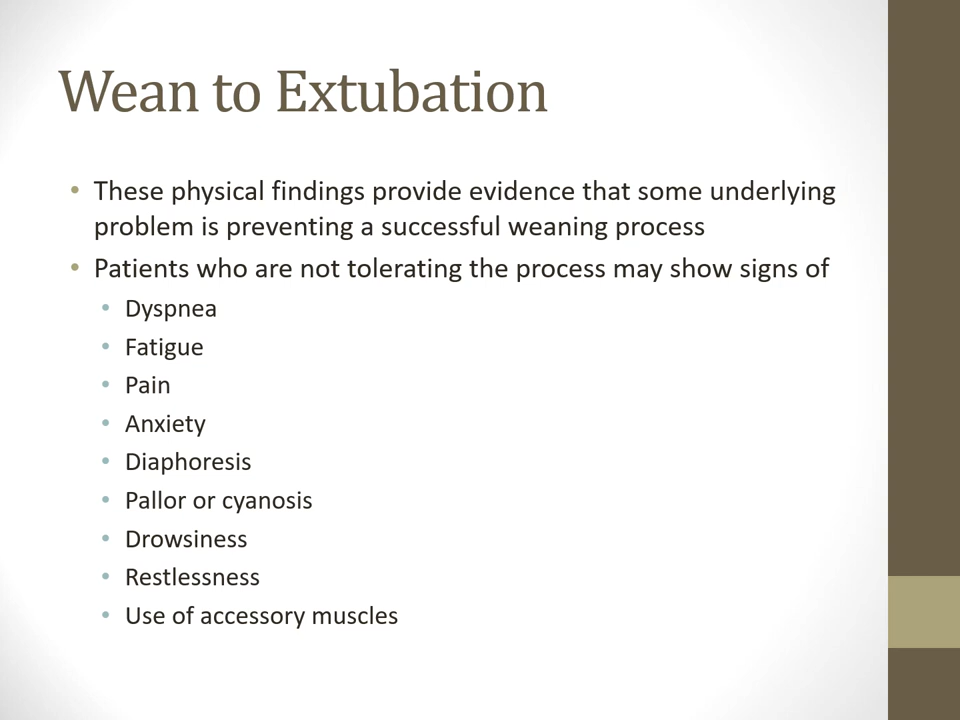 Wean to Extubation
• These physical findings provide evidence that some underlying
problem is preventing a successful weaning process
• Patients who are not tolerating the process may show signs of
• Dyspnea
• Fatigue
• Pain
• Anxiety
• Diaphoresis
• Pallor or cyanosis
• Drowsiness
• Restlessness
• Use of accessory muscles